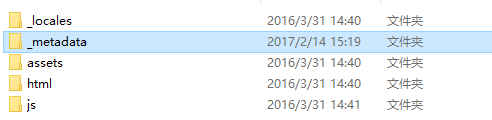 _locales 2016/3/31 14:40 文件夹
_metadata 2017/2/14 15:19 文件夹
assets 2016/3/31 14:40 文件夹
html 2016/3/31 14:40 文件夹
js 2016/3/31 14:41 文件夹